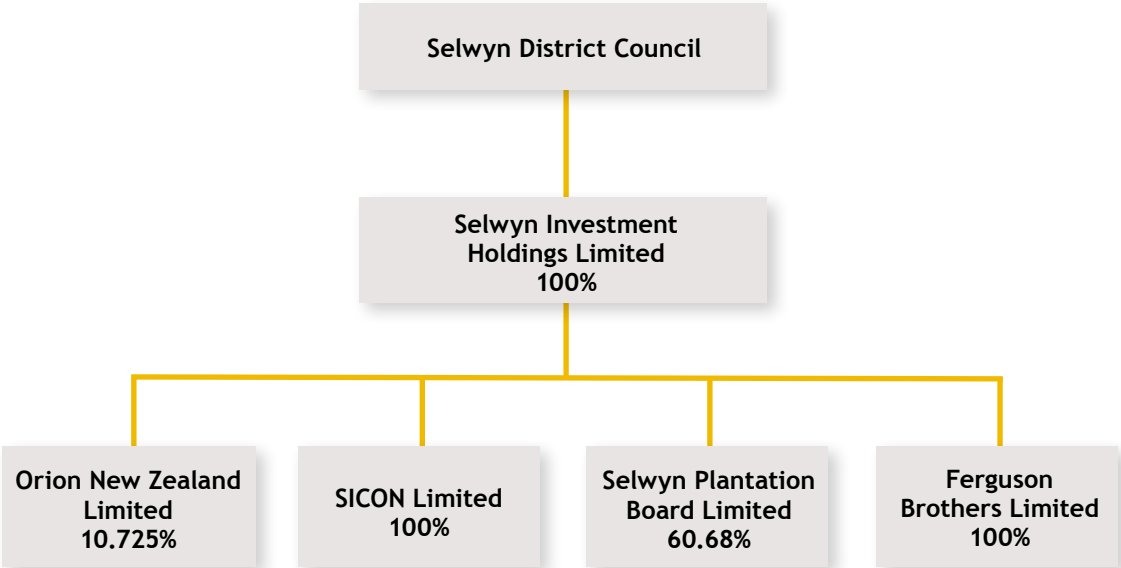 Selwyn District Council
Selwyn Investment
Holdings Limited
100%
Orion New Zealand
Limited
10.725%
SICON Limited
100%
Selwyn Plantation
Board Limited
60.68%
Ferguson
Brothers Limited
100%